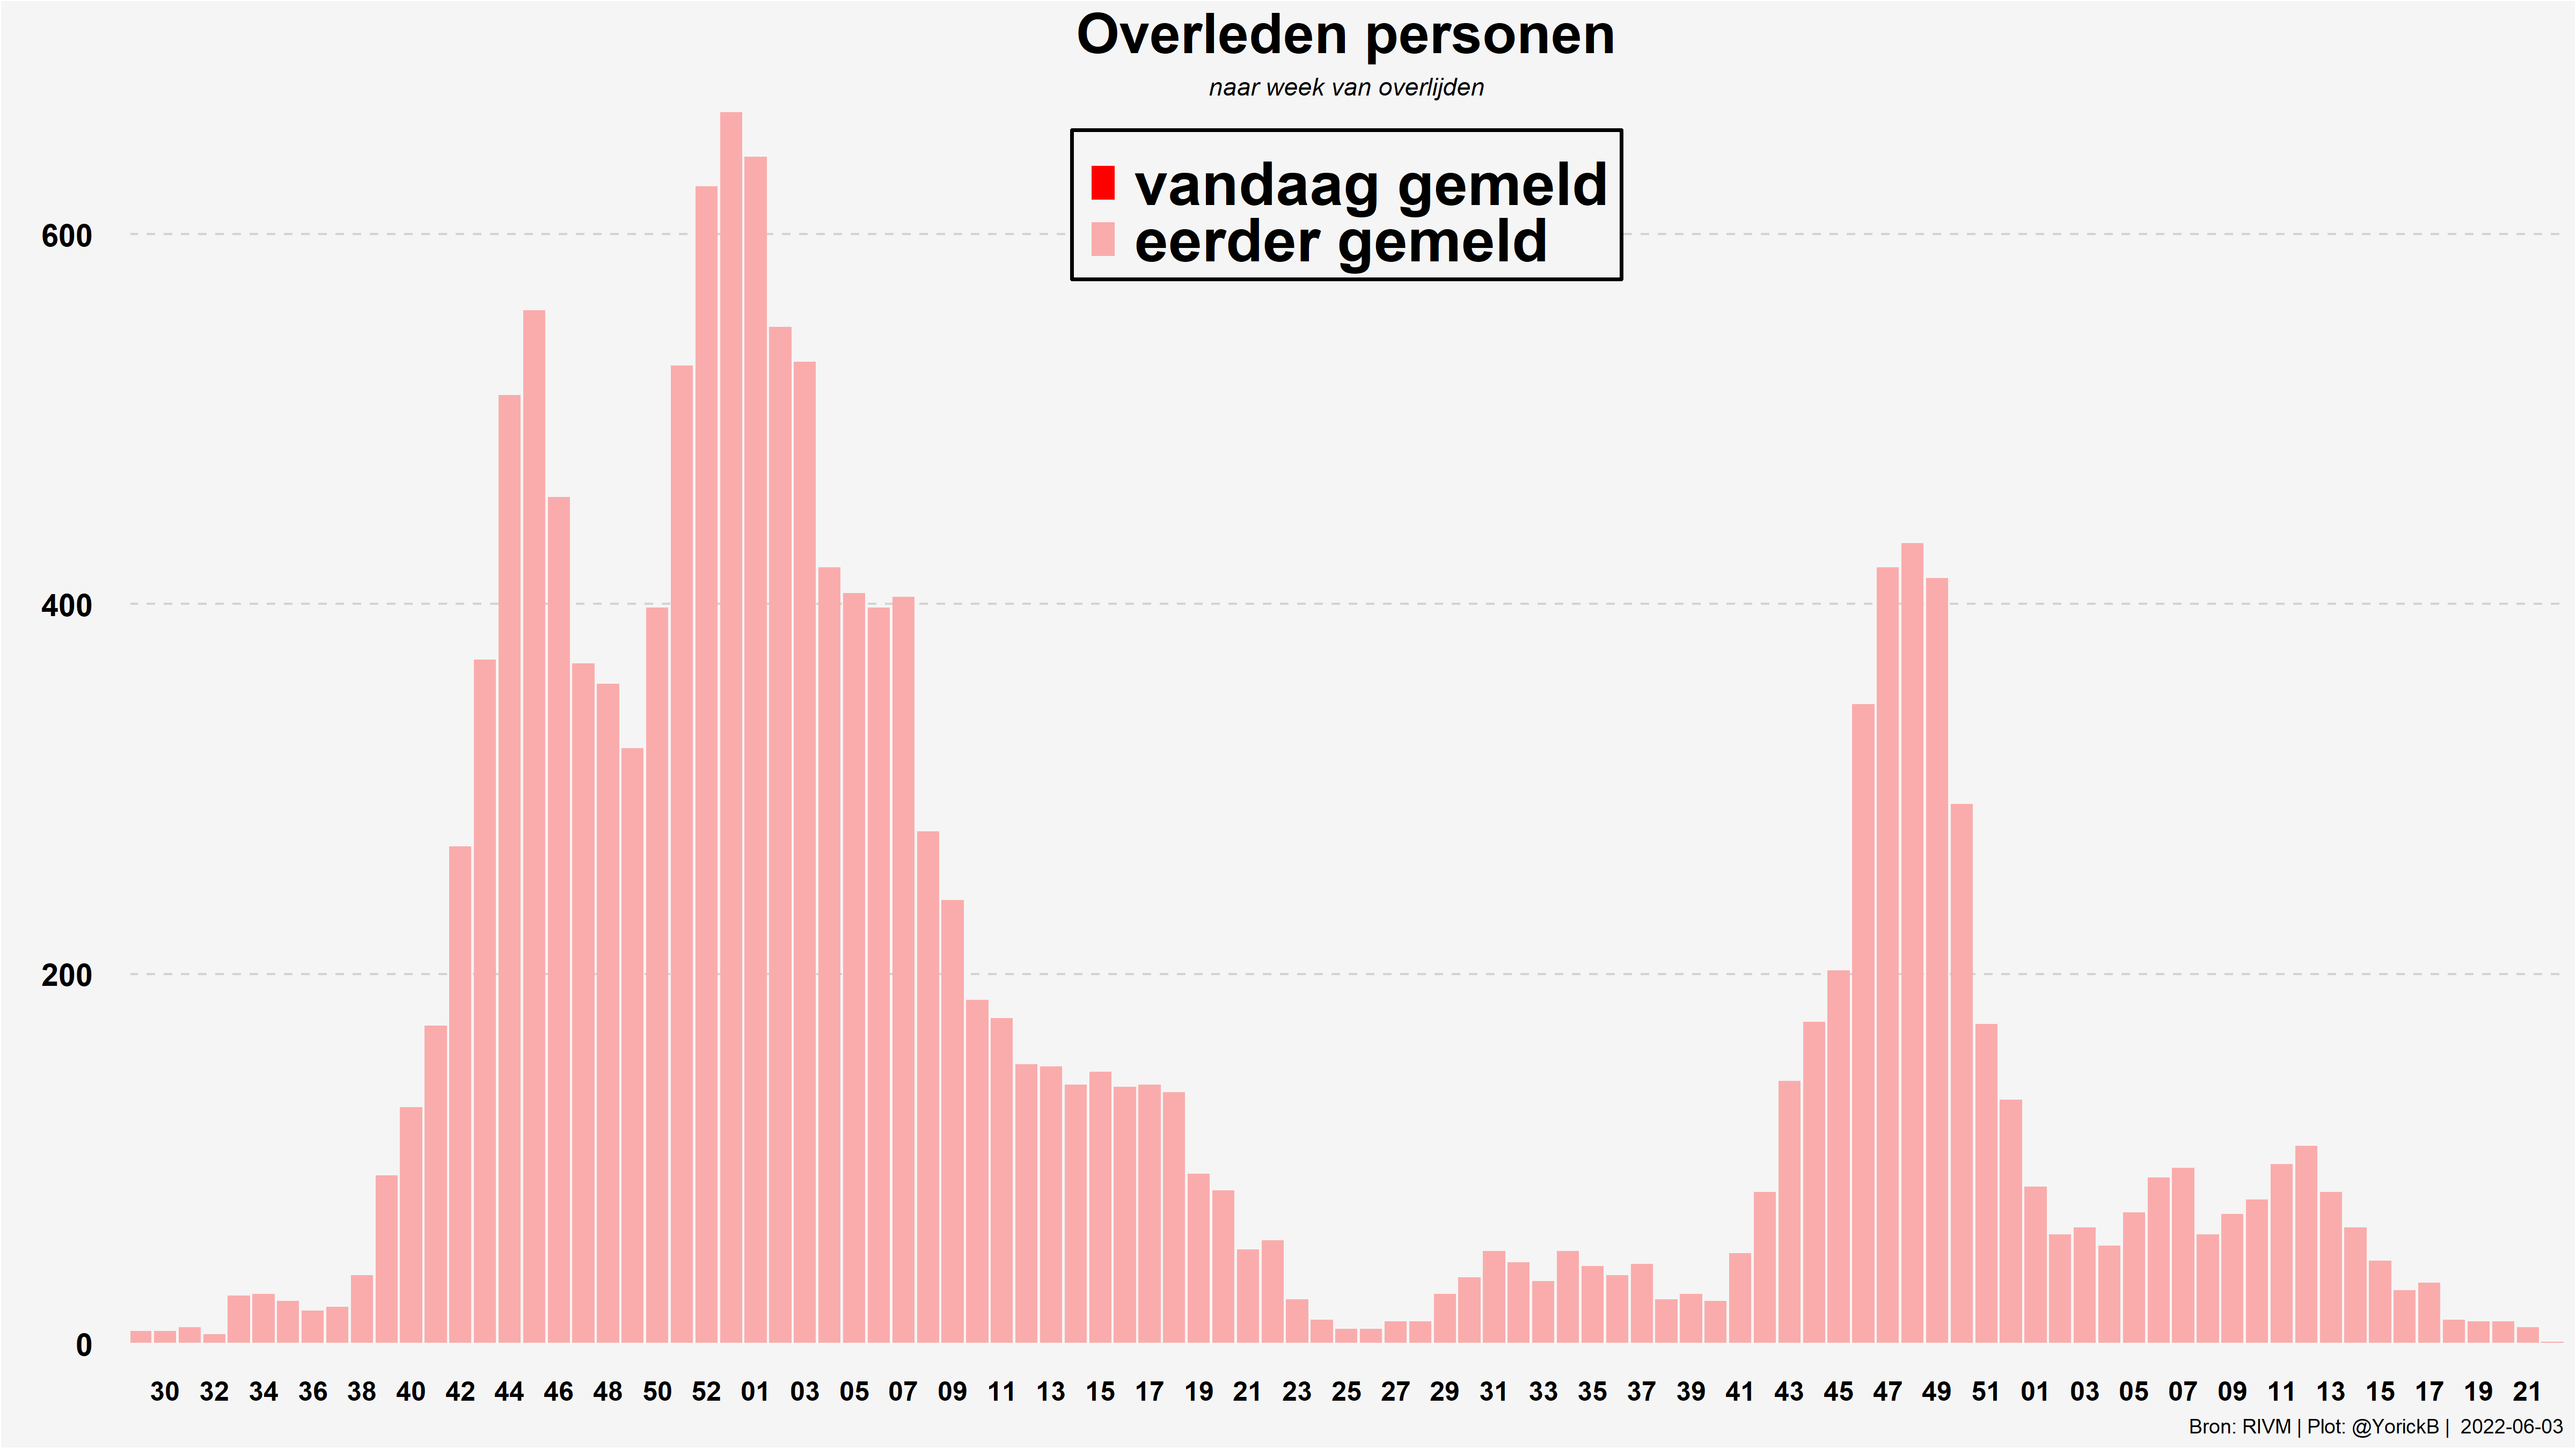 Overleden personen
naar week van overlijden
vandaag gemeld
eerder gemeld
600
400
200
0
30 32 34 36 38 40 42 44 46 48 50 52 01 03 05 07 09 11 13 15 17 19 21 23 25 27 29 31 33 35 37 39 41 43 45 47 49 51 01 03 05 07 09 11 13 15 17 19 21
Bron: RIVM | Plot: @YorickB | 2022-06-03